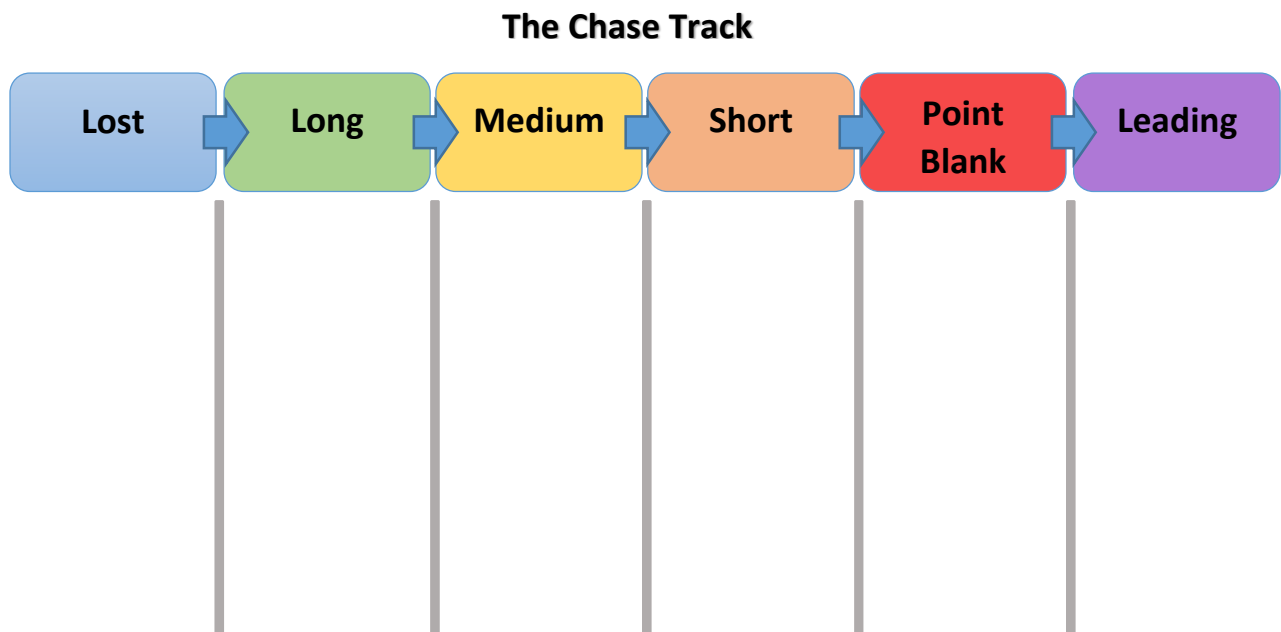 The Chase Track
Lost
Long
Medium
Short
Point
Blank
Leading